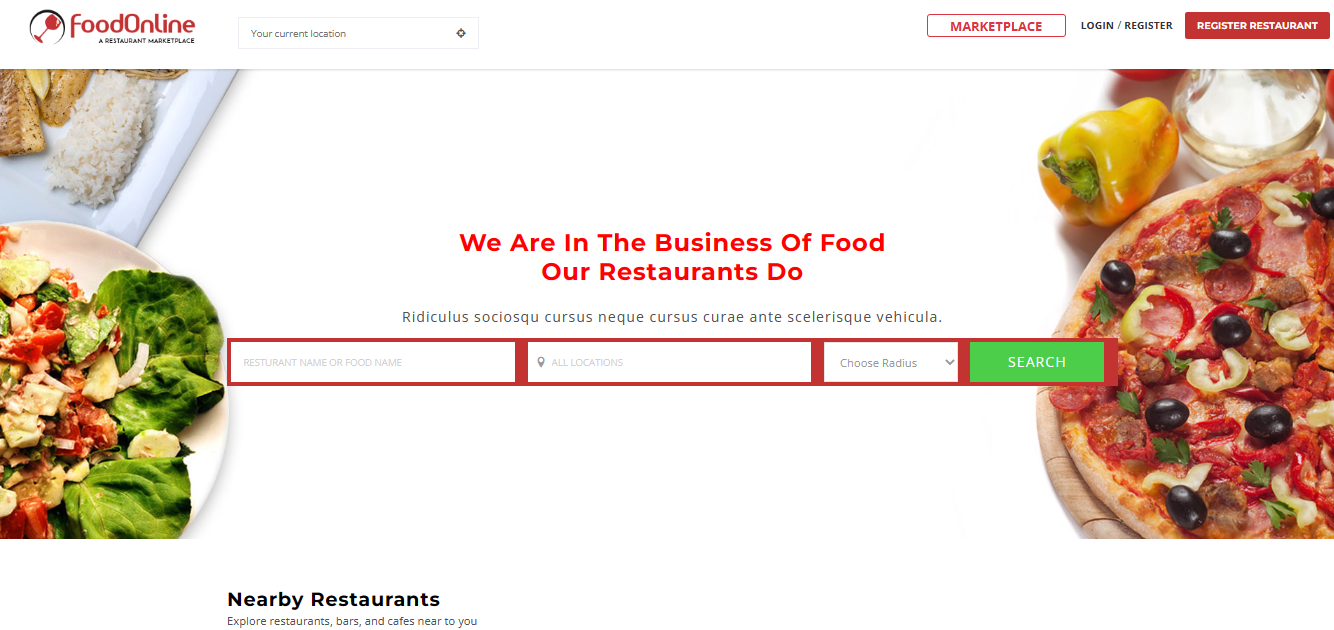 foodOnline
A RESTAURANT MARKETPLACE
Your current location
MARKETPLACE
LOGIN / REGISTER
REGISTER RESTAURANT
We Are In The Business Of Food
Our Restaurants Do
Ridiculus sociosqu cursus neque cursus curae ante scelerisque vehicula.
RESTURANT NAME OR FOOD NAME
ALL LOCATIONS
Choose Radius
SEARCH
Nearby Restaurants
Explore restaurants, bars, and cafes near to you